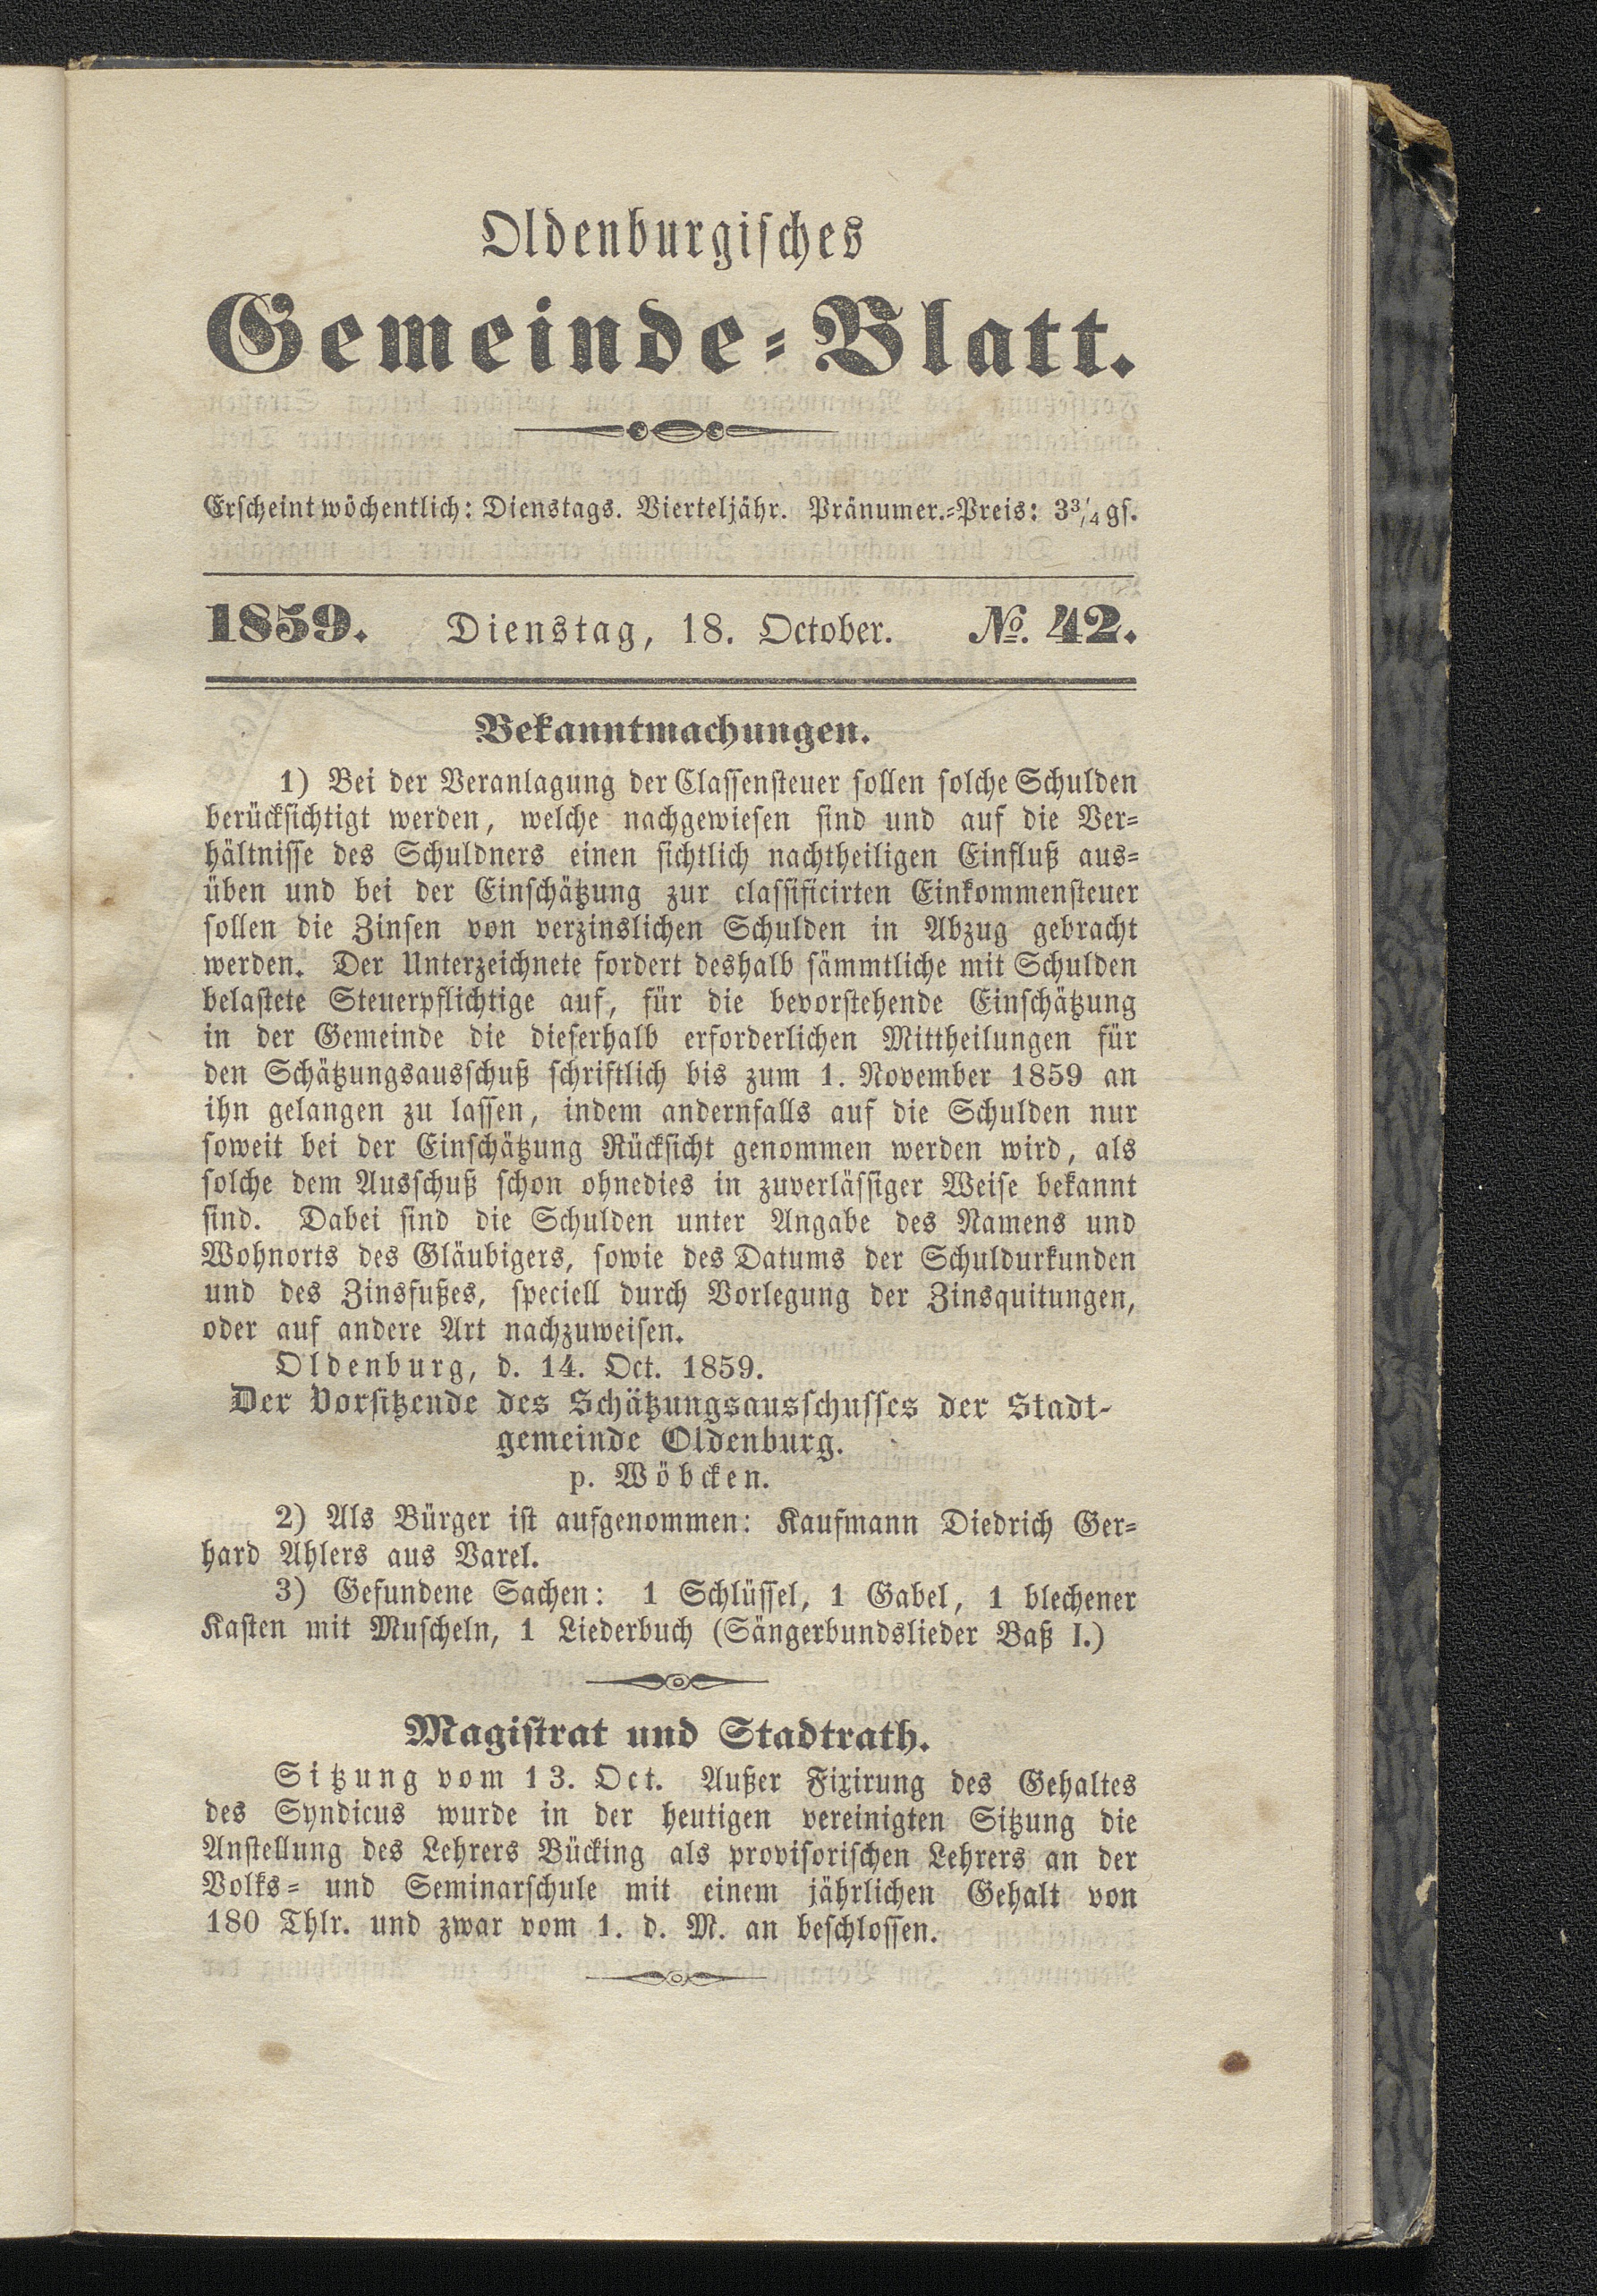 Oldenburgisches
Gemeinde=Blatt.
Erscheint wöchentlich: Dienstags. Vierteljähr. Pränumer.=Preis: 3¾ gs.
1859. Dienstag, 18. October. No. 42.
Bekanntmachungen.
1) Bei der Veranlagung der Classensteuer sollen solche Schulden
berücksichtigt werden, welche nachgewiesen sind und auf die Ver=
hältnisse des Schuldners einen sichtlich nachtheiligen Einfluß aus=
üben und bei der Einschätzung zur classificirten Einkommensteuer
sollen die Zinsen von verzinslichen Schulden in Abzug gebracht
werden. Der Unterzeichnete fordert deshalb sämmtliche mit Schulden
belastete Steuerpflichtige auf, für die bevorstehende Einschätzung
in der Gemeinde die dieserhalb erforderlichen Mittheilungen für
den Schätzungsausschuß schriftlich bis zum 1. November 1859 an
ihn gelangen zu lassen, indem andernfalls auf die Schulden nur
soweit bei der Einschätzung Rücksicht genommen werden wird, als
solche dem Ausschuß schon ohnedies in zuverlässiger Weise bekannt
sind. Dabei sind die Schulden unter Angabe des Namens und
Wohnorts des Gläubigers, sowie des Datums der Schuldurkunden
und des Zinsfußes, speciell durch Vorlegung der Zinsquitungen,
oder auf andere Art nachzuweisen.
Oldenburg, d. 14. Oct. 1859.
Der Vorsitzende des Schätzungsausschusses der Stadt-
gemeinde Oldenburg.
p. Wöbcken.
2) Als Bürger ist aufgenommen: Kaufmann Diedrich Ger=
hard Ahlers aus Varel.
3) Gefundene Sachen: 1 Schlüssel, 1 Gabel, 1 blechener
Kasten mit Muscheln, 1 Liederbuch (Sängerbundslieder Baß I.)
Magistrat und Stadtrath.
Sitzung vom 13. Oct. Außer Fixirung des Gehaltes
des Syndicus wurde in der heutigen vereinigten Sitzung die
Anstellung des Lehrers Bücking als provisorischen Lehrers an der
Volks= und Seminarschule mit einem jährlichen Gehalt von
180 Thlr. und zwar vom 1. d. M. an beschlossen.